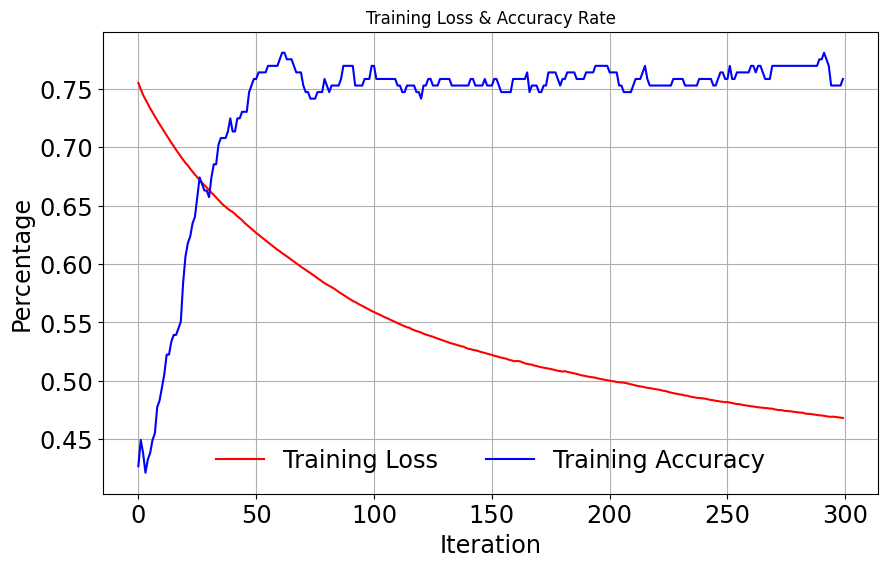 Training Loss & Accuracy Rate
0.75
0.70
0.65
0.60
0.55
0.50
0.45
Percentage
Training Loss
Training Accuracy
0
50
100
150
200
250
300
Iteration